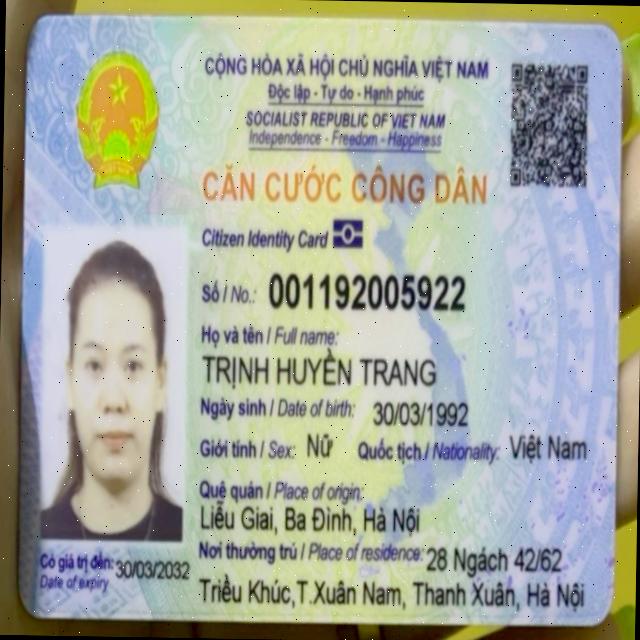 CỘNG HÒA XÃ HỘI CHỦ NGHĨA VIỆT NAM
Độc lập - Tự do - Hạnh phúc
SOCIALIST REPUBLIC OF VIET NAM
Independence - Freedom - Happiness
CĂN CƯỚC CÔNG DÂN
Citizen Identity Card
Số / No.: 001192005922
Họ và tên / Full name:
TRỊNH HUYỀN TRANG
Ngày sinh / Date of birth: 30/03/1992
Giới tính / Sex: Nữ Quốc tịch / Nationality: Việt Nam
Quê quán / Place of origin:
Liễu Giai, Ba Đình, Hà Nội
Nơi thường trú / Place of residence: 28 Ngách 42/62
Triều Khúc,T.Xuân Nam, Thanh Xuân, Hà Nội
Có giá trị đến: 30/03/2032
Date of expiry